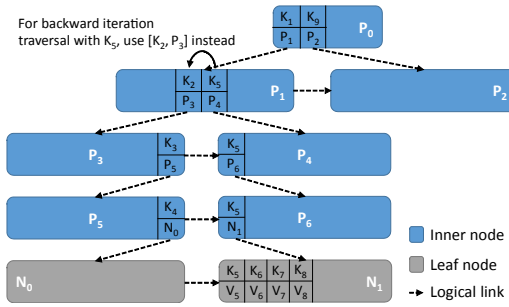 For backward iteration
traversal with K5, use [K2, P3] instead
K1 K9
P1 P2
P0
K2 K5
P3 P4
P1
P2
K3
P5
P3
K5
P6
P4
K4
N0
P5
K5
N1
P6
N0
K5 K6 K7 K8
V5 V6 V7 V8
N1
Inner node
Leaf node
Logical link